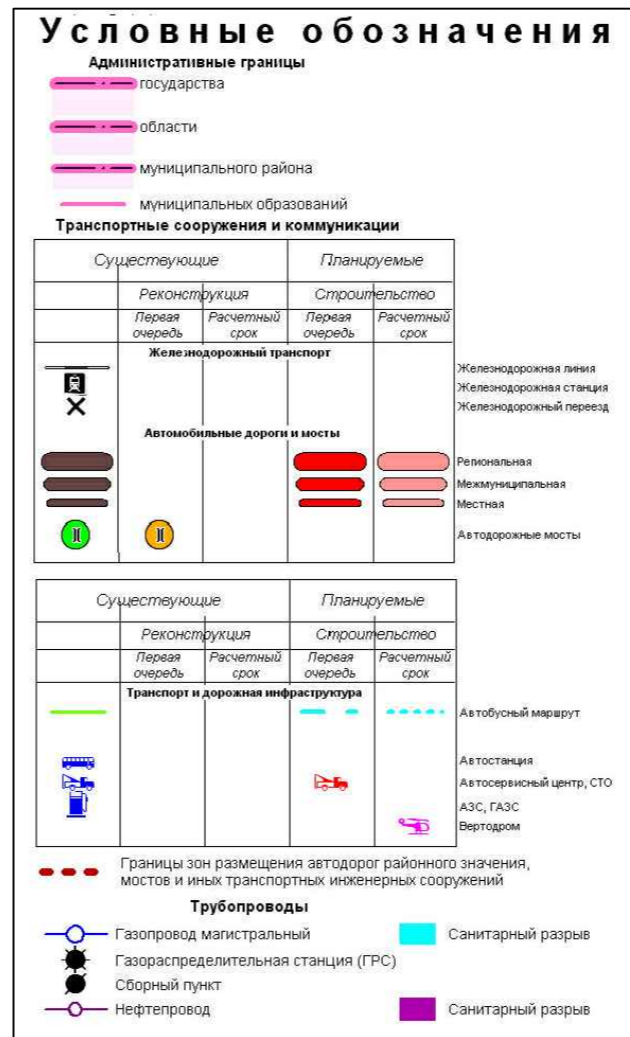 Условные обозначения
Административные границы
государства
области
муниципального района
муниципальных образований
Транспортные сооружения и коммуникации
Существующие Планируемые
Реконструкция Строительство
Первая очередь Расчетный срок Первая очередь Расчетный срок
Железнодорожный транспорт
Железнодорожная линия
Железнодорожная станция
Железнодорожный переезд
Автомобильные дороги и мосты
Региональная
Межмуниципальная
Местная
Автодорожные мосты
Существующие Планируемые
Реконструкция Строительство
Первая очередь Расчетный срок Первая очередь Расчетный срок
Транспорт и дорожная инфраструктура
Автобусный маршрут
Автостанция
Автосервисный центр, СТО
АЗС, ГАЗС
Вертодром
Границы зон размещения автодорог районного значения,
мостов и иных транспортных инженерных сооружений
Трубопроводы
Газопровод магистральный Санитарный разрыв
Газораспределительная станция (ГРС)
Сборный пункт
Нефтепровод Санитарный разрыв